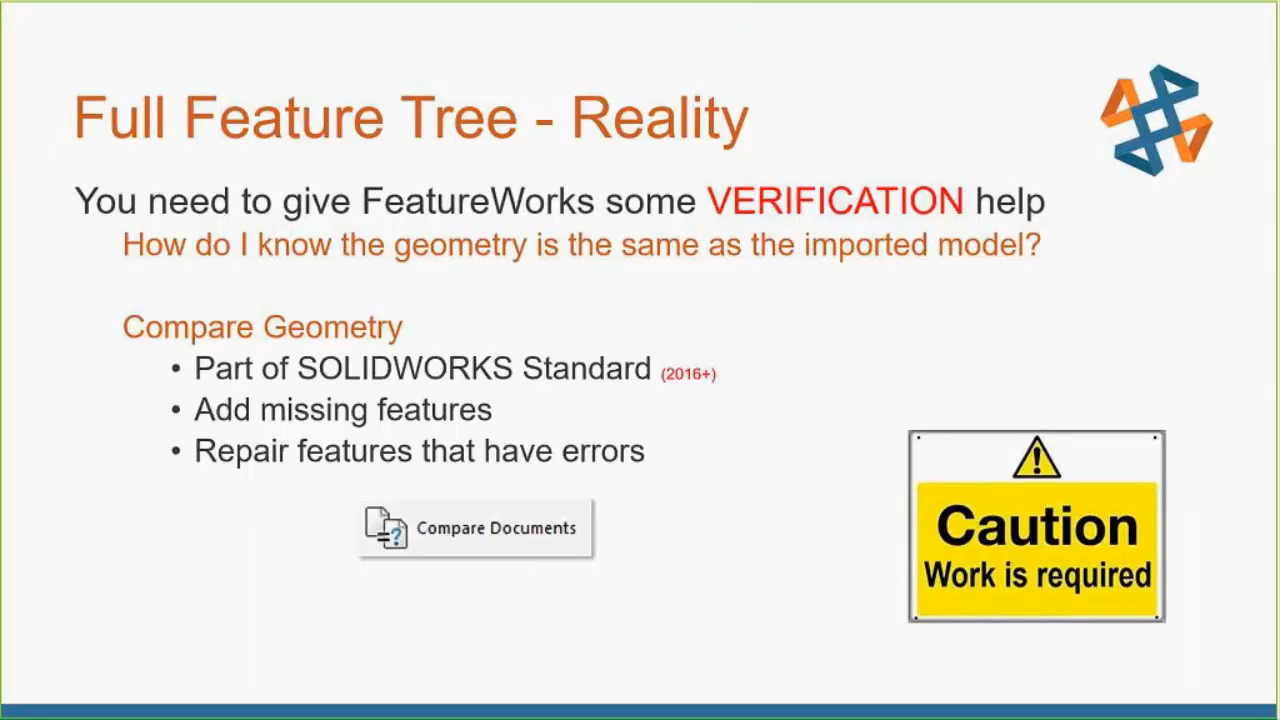 Full Feature Tree - Reality
You need to give FeatureWorks some VERIFICATION help
How do I know the geometry is the same as the imported model?
Compare Geometry
• Part of SOLIDWORKS Standard (2016+)
• Add missing features
• Repair features that have errors
Compare Documents
Caution
Work is required